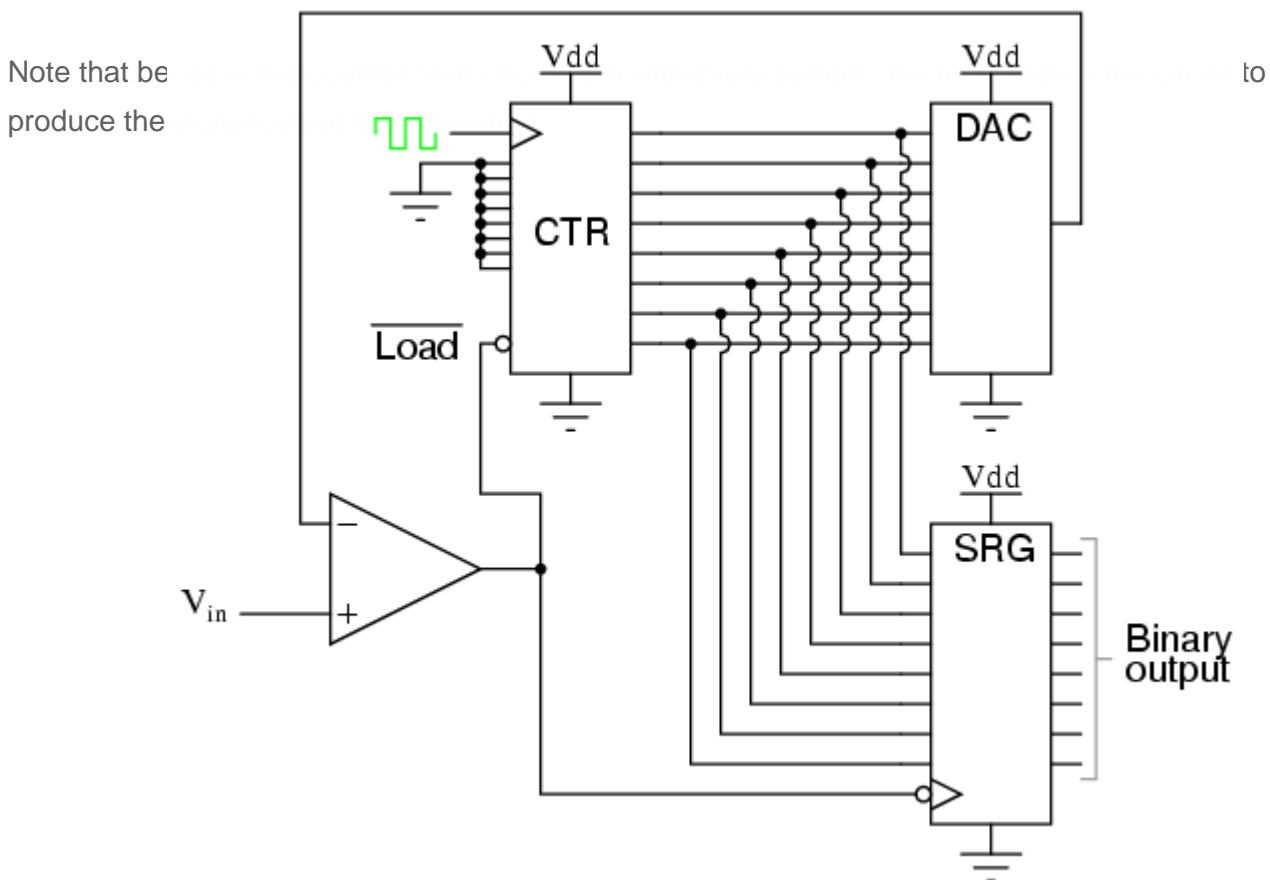 Vdd
Vdd
Note that be to
produce the
DAC
CTR
Load
Vdd
SRG
Vin
Binary
output